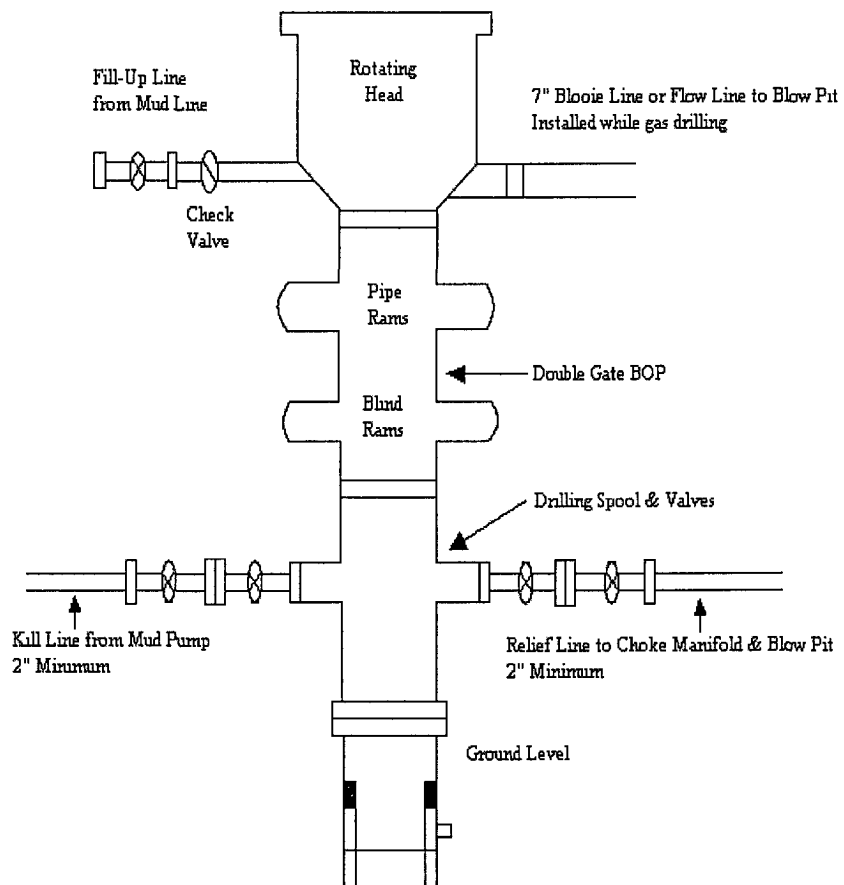 Rotating
Head
Fill-Up Line
from Mud Line
7" Blooie Line or Flow Line to Blow Pit
Installed while gas drilling
Check
Valve
Pipe
Rams
Double Gate BOP
Blind
Rams
Drilling Spool & Valves
Kill Line from Mud Pump
2" Minimum
Relief Line to Choke Manifold & Blow Pit
2" Minimum
Ground Level